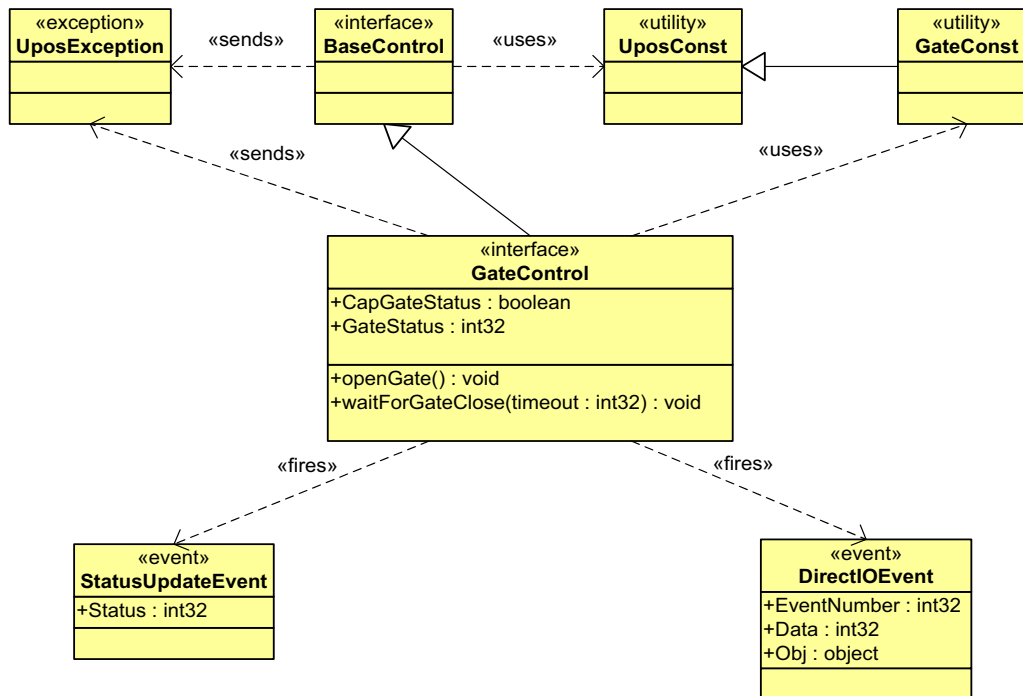 «exception»
UposException
«sends»
«interface»
BaseControl
«uses»
«utility»
UposConst
«utility»
GateConst
«sends»
«uses»
«interface»
GateControl
+CapGateStatus : boolean
+GateStatus : int32
+openGate() : void
+waitForGateClose(timeout : int32) : void
«fires»
«fires»
«event»
StatusUpdateEvent
+Status : int32
«event»
DirectIOEvent
+EventNumber : int32
+Data : int32
+Obj : object